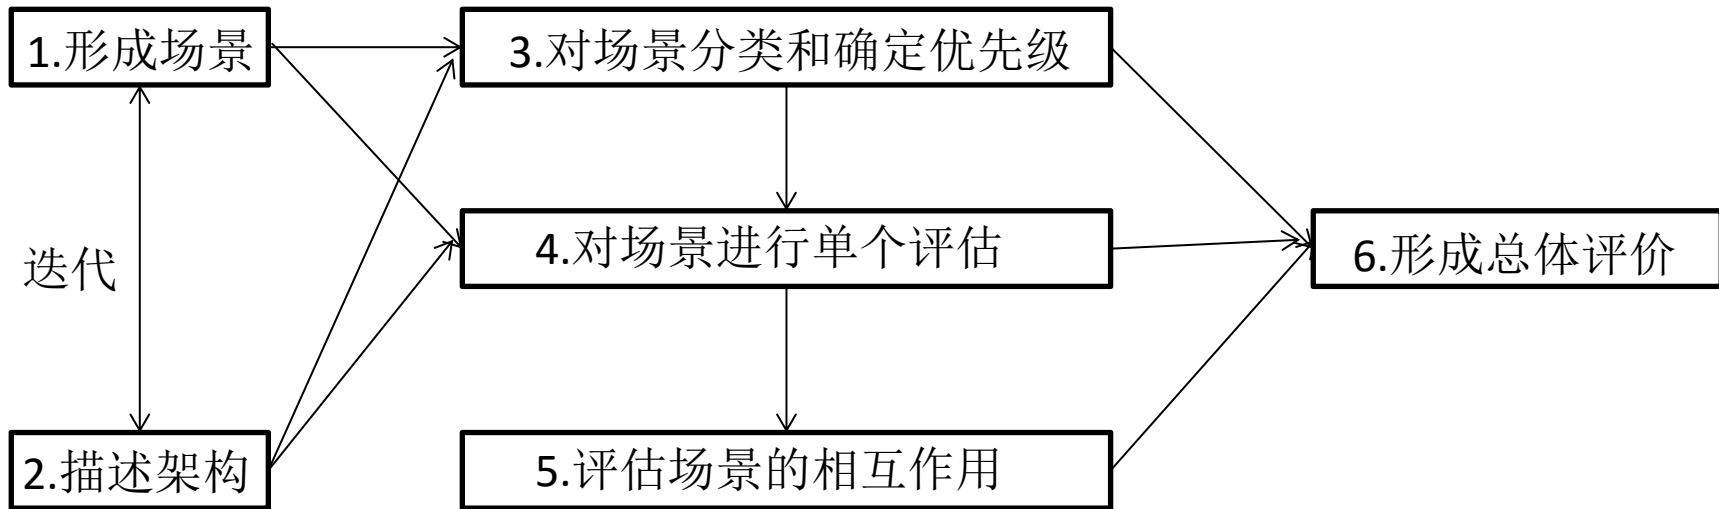 1.形成场景
3.对场景分类和确定优先级
迭代
4.对场景进行单个评估
6.形成总体评价
2.描述架构
5.评估场景的相互作用